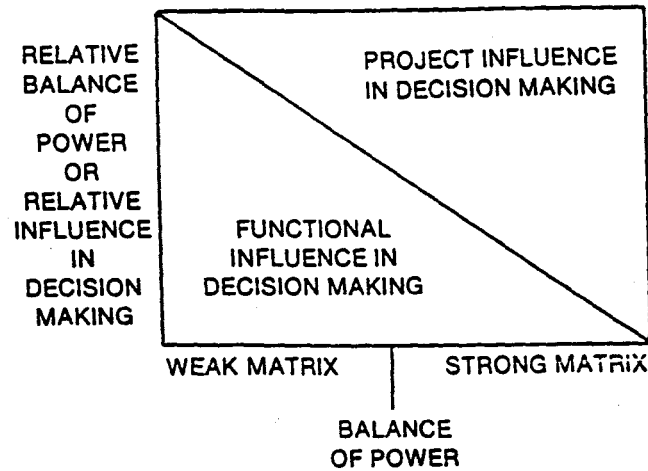 RELATIVE
BALANCE
OF
POWER
OR
RELATIVE
INFLUENCE
IN
DECISION
MAKING
PROJECT INFLUENCE
IN DECISION MAKING
FUNCTIONAL
INFLUENCE IN
DECISION MAKING
WEAK MATRIX
STRONG MATRIX
BALANCE
OF POWER